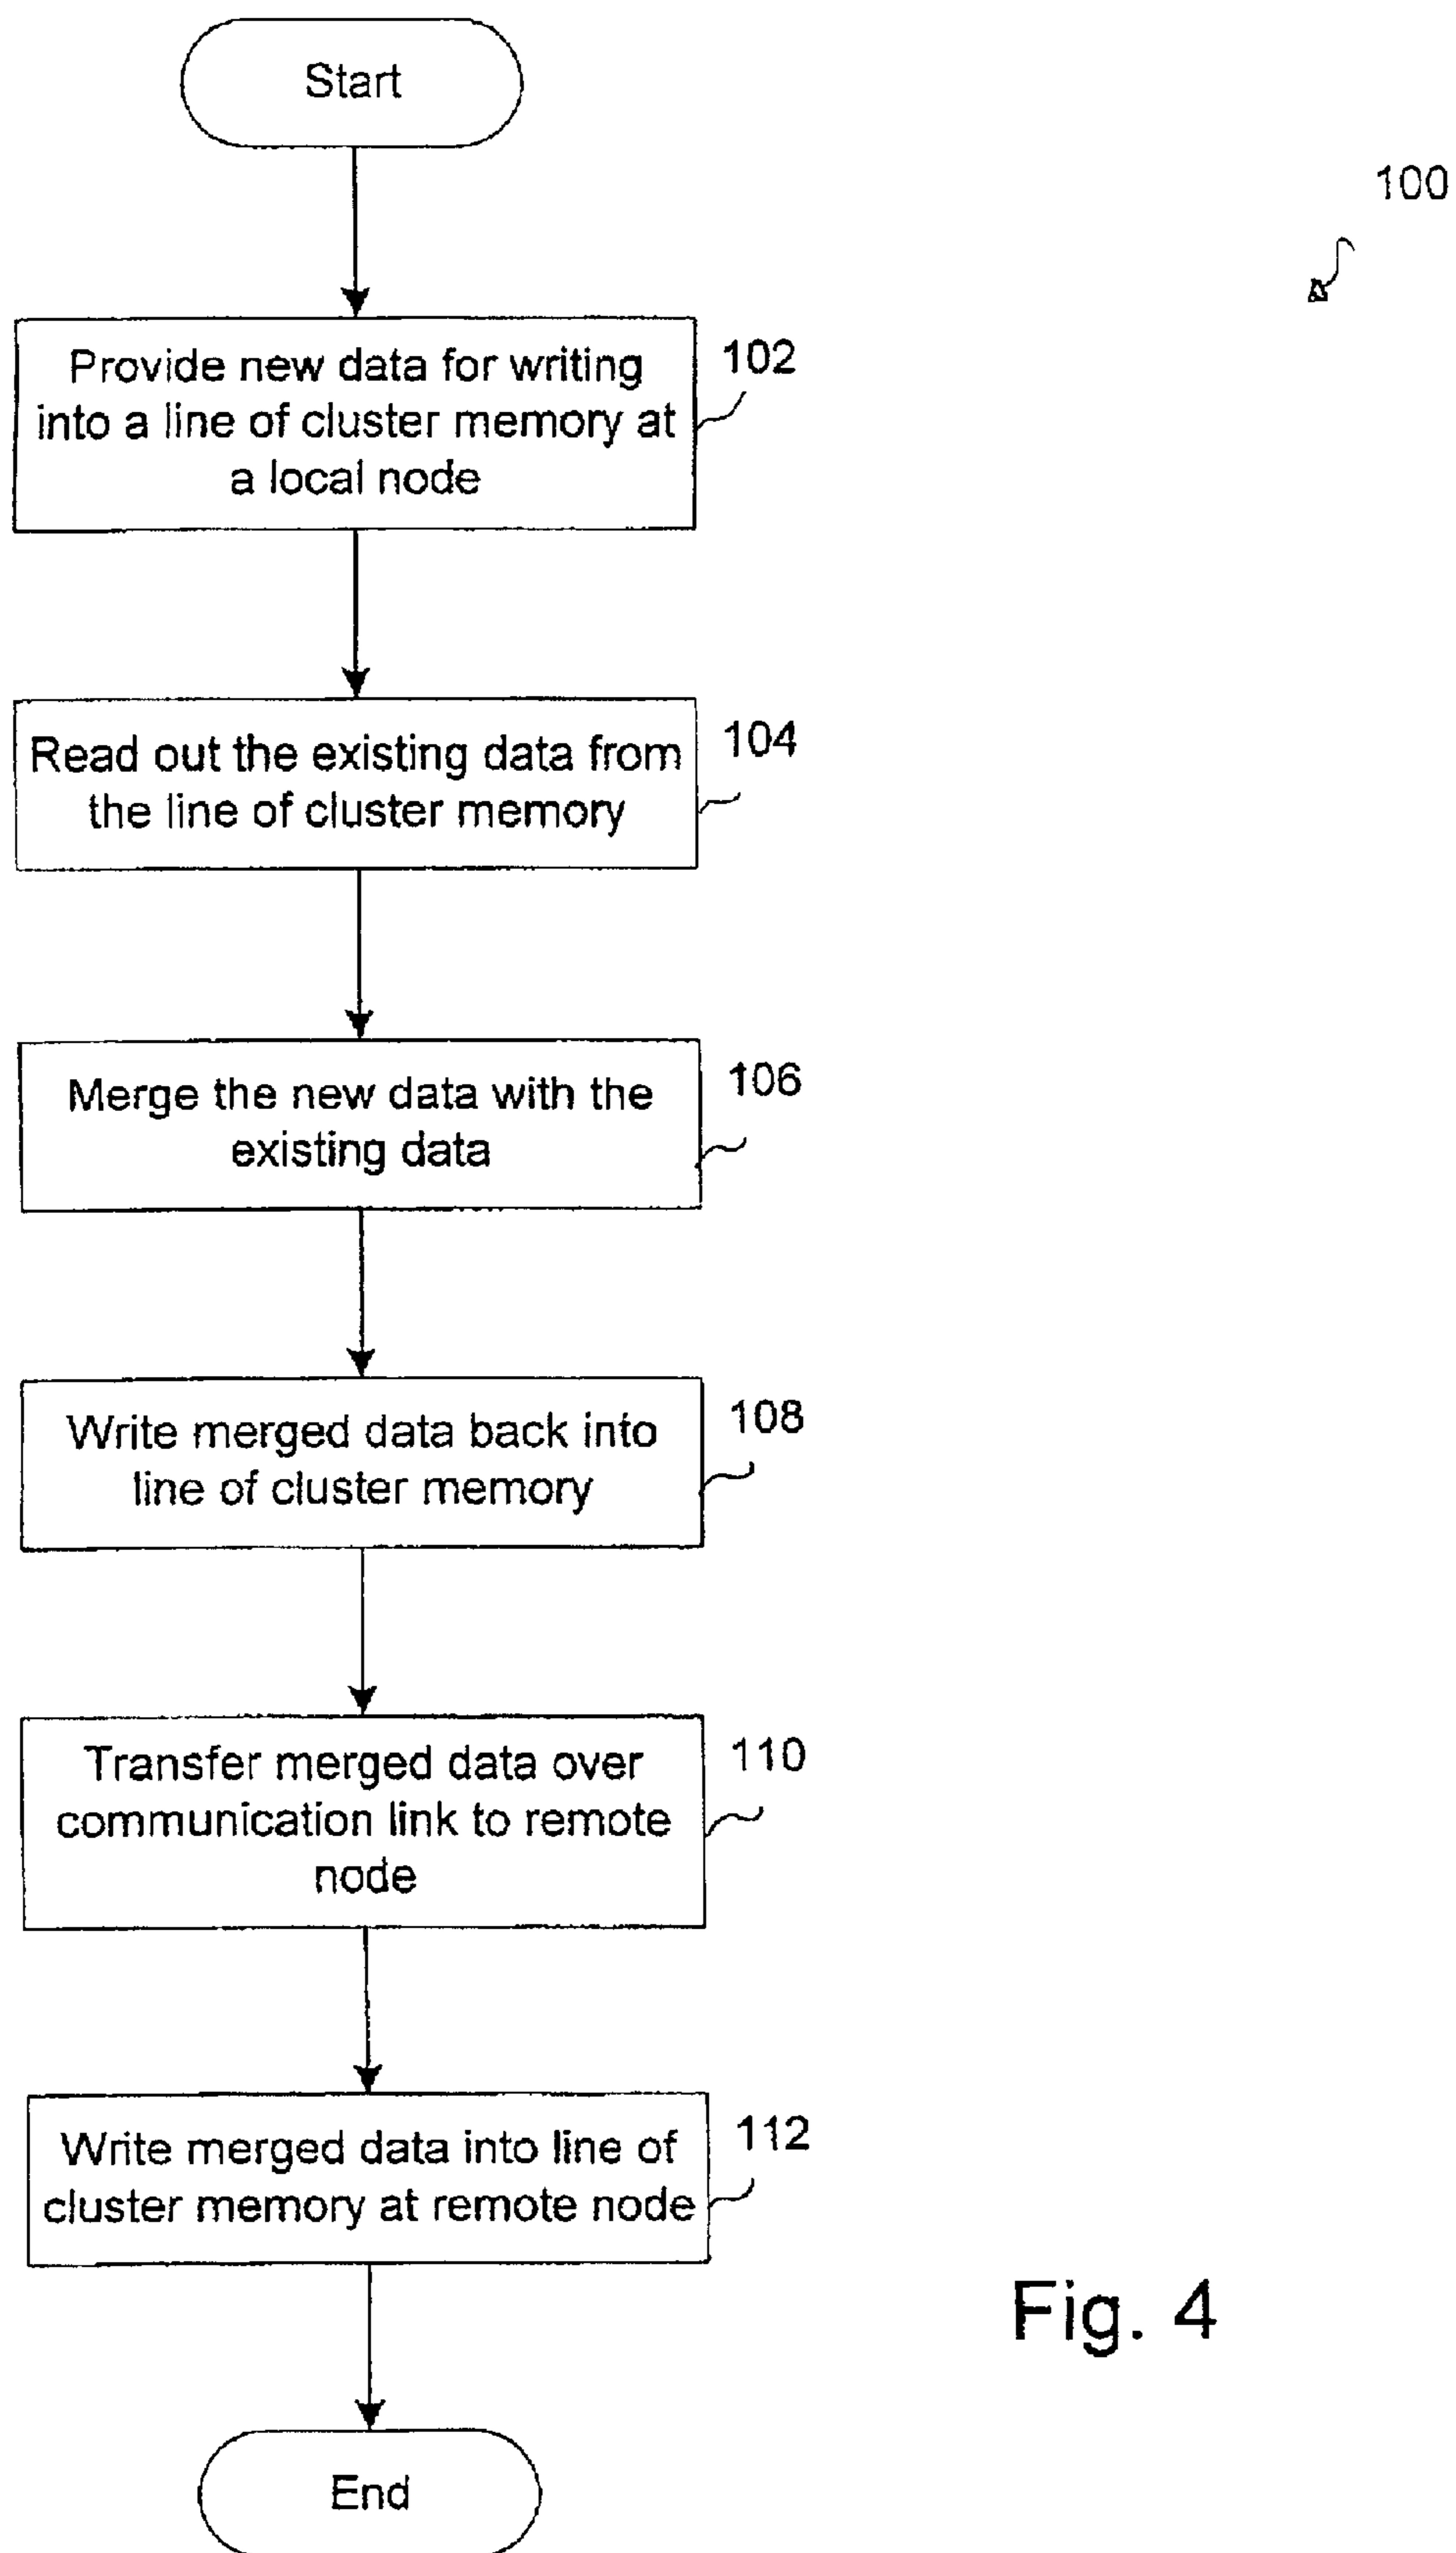 Start
100
Provide new data for writing
into a line of cluster memory at
a local node
102
Read out the existing data from
the line of cluster memory
104
Merge the new data with the
existing data
106
Write merged data back into
line of cluster memory
108
Transfer merged data over
communication link to remote
node
110
Write merged data into line of
cluster memory at remote node
112
Fig. 4
End